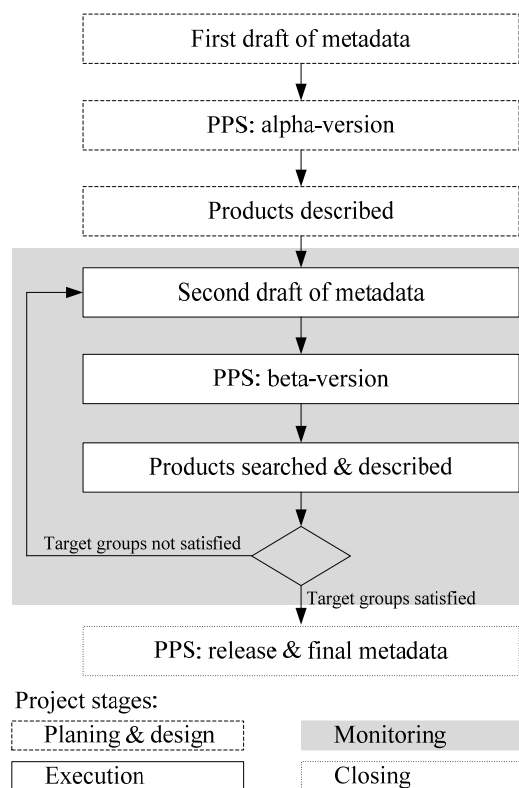 First draft of metadata
PPS: alpha-version
Products described
Second draft of metadata
PPS: beta-version
Products searched & described
Target groups not satisfied
Target groups satisfied
PPS: release & final metadata
Project stages:
Planing & design
Monitoring
Execution
Closing